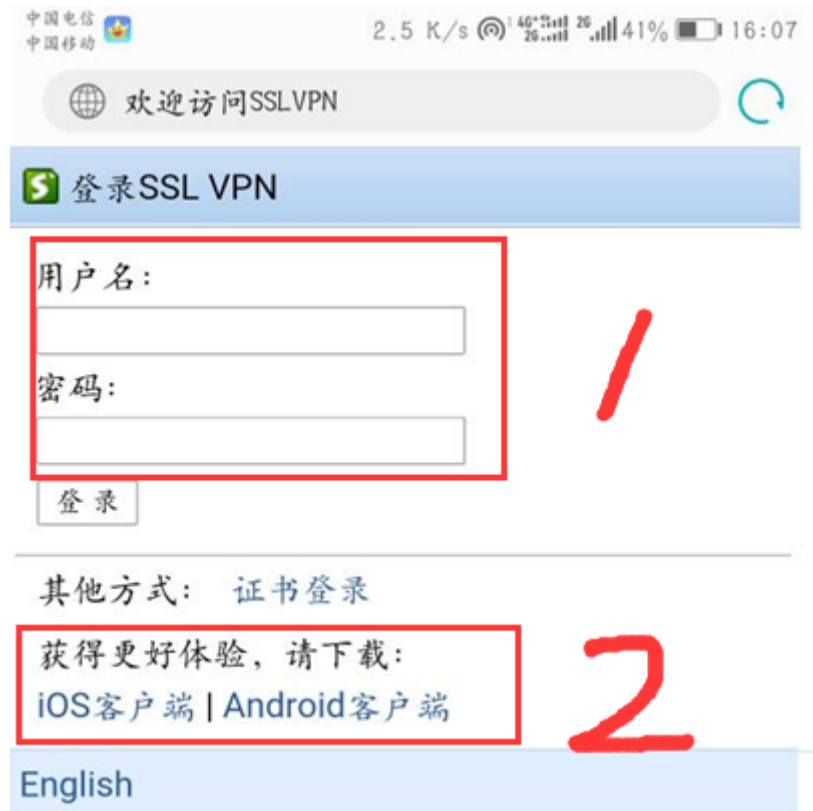 中国电信
中国移动
2.5 K/s 4G+ 2G 2G 41% 16:07
欢迎访问SSLVPN
登录SSL VPN
用户名:
密码:
1
登 录
其他方式: 证书登录
获得更好体验, 请下载:
iOS客户端 | Android客户端
2
English